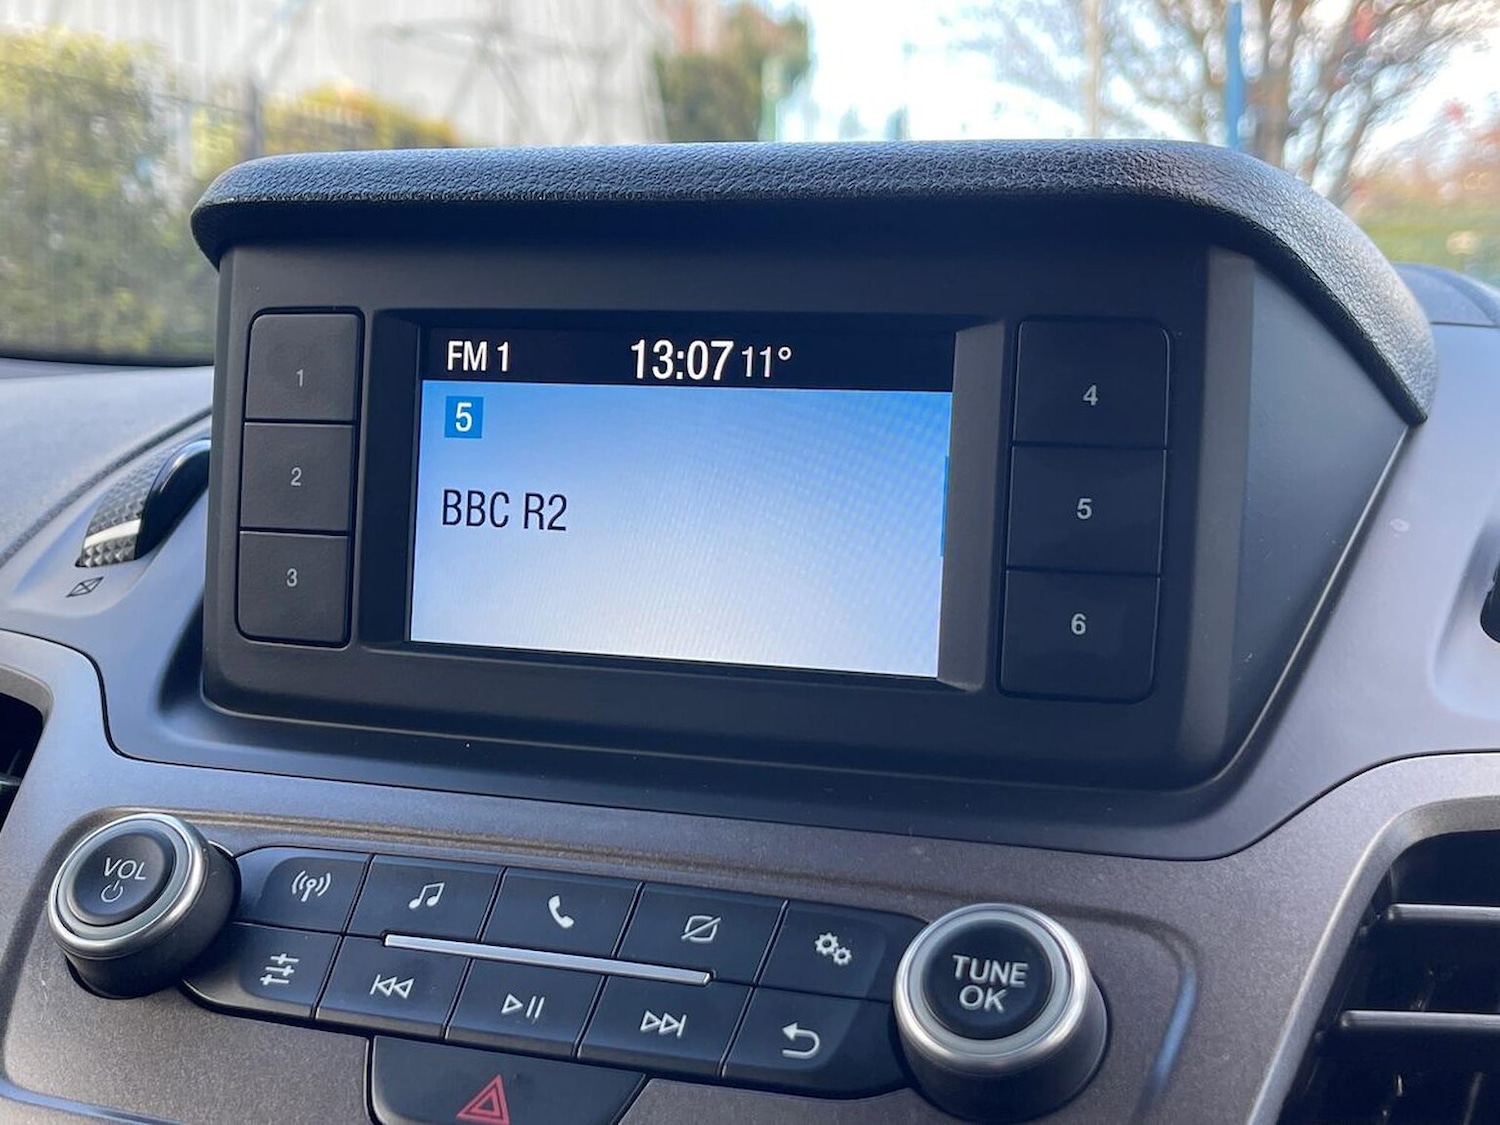 FM 1 13:07 11°
5
BBC R2
1
2
3
4
5
6
VOL
TUNE
OK